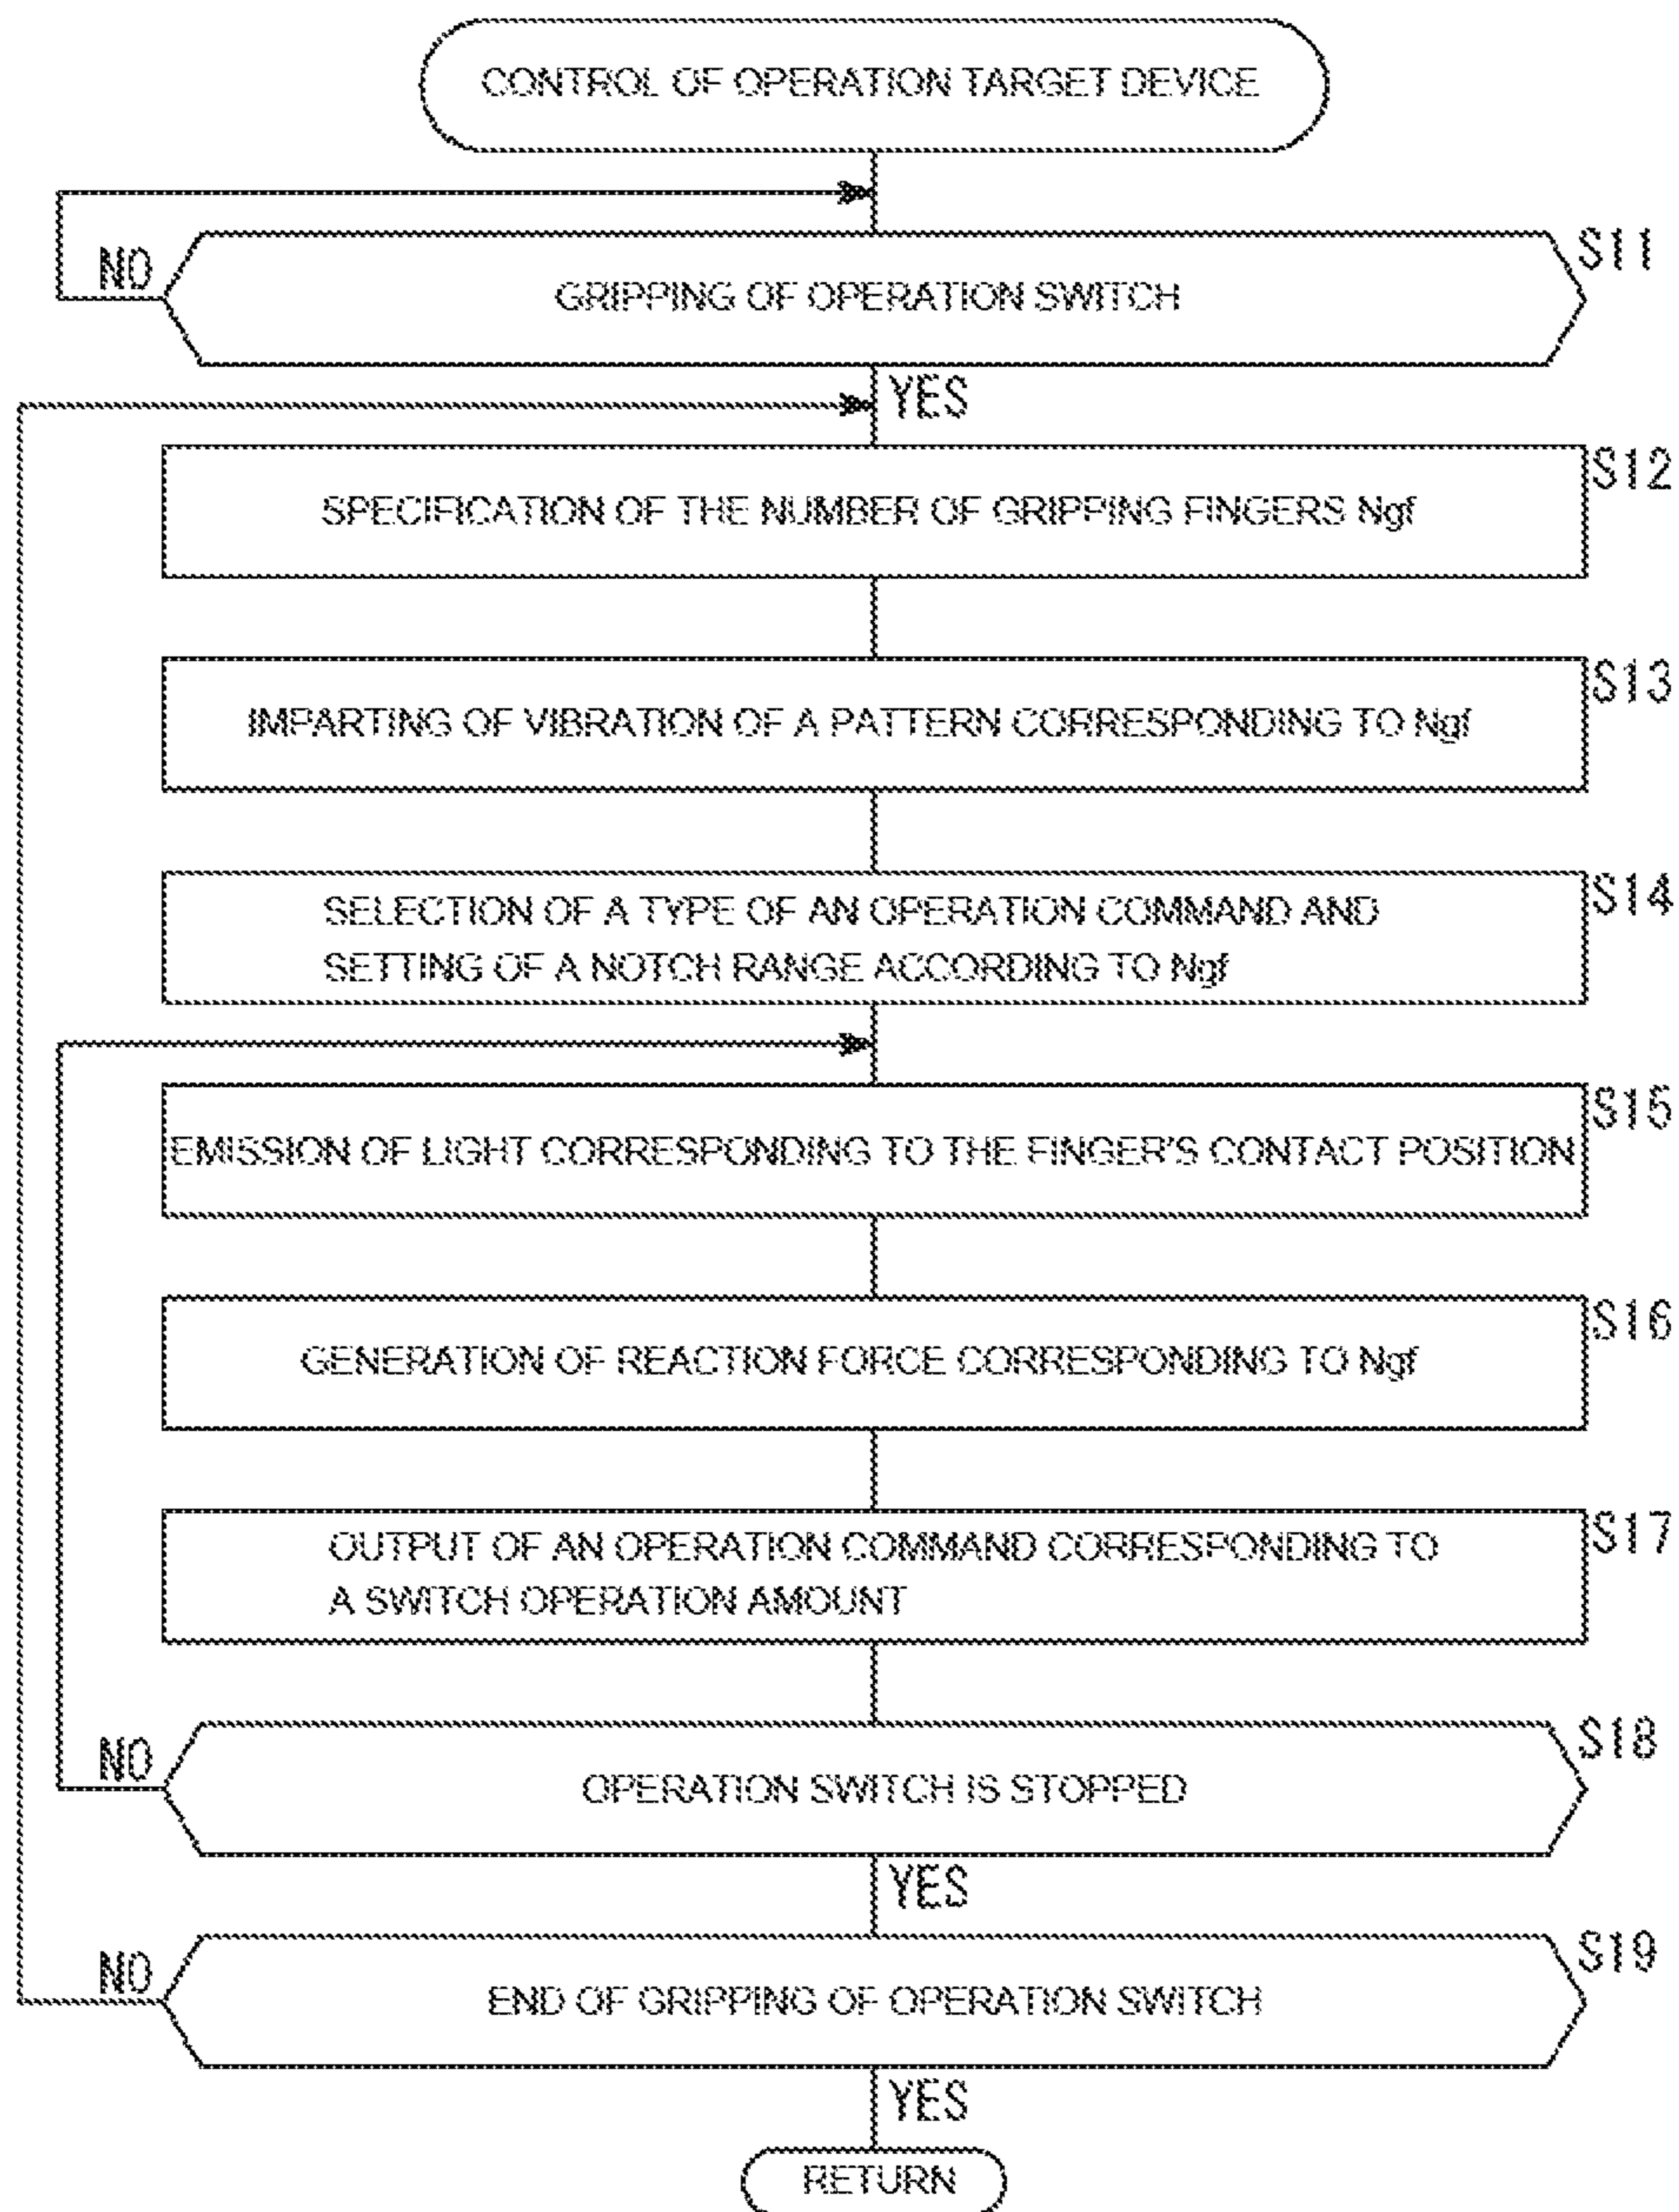 CONTROL OF OPERATION TARGET DEVICE
NO
S11
GRIPPING OF OPERATION SWITCH
YES
S12
SPECIFICATION OF THE NUMBER OF GRIPPING FINGERS Ngf
S13
IMPARTING OF VIBRATION OF A PATTERN CORRESPONDING TO Ngf
S14
SELECTION OF A TYPE OF AN OPERATION COMMAND AND
SETTING OF A NOTCH RANGE ACCORDING TO Ngf
S15
EMISSION OF LIGHT CORRESPONDING TO THE FINGER'S CONTACT POSITION
S16
GENERATION OF REACTION FORCE CORRESPONDING TO Ngf
S17
OUTPUT OF AN OPERATION COMMAND CORRESPONDING TO
A SWITCH OPERATION AMOUNT
NO
S18
OPERATION SWITCH IS STOPPED
YES
NO
S19
END OF GRIPPING OF OPERATION SWITCH
YES
RETURN